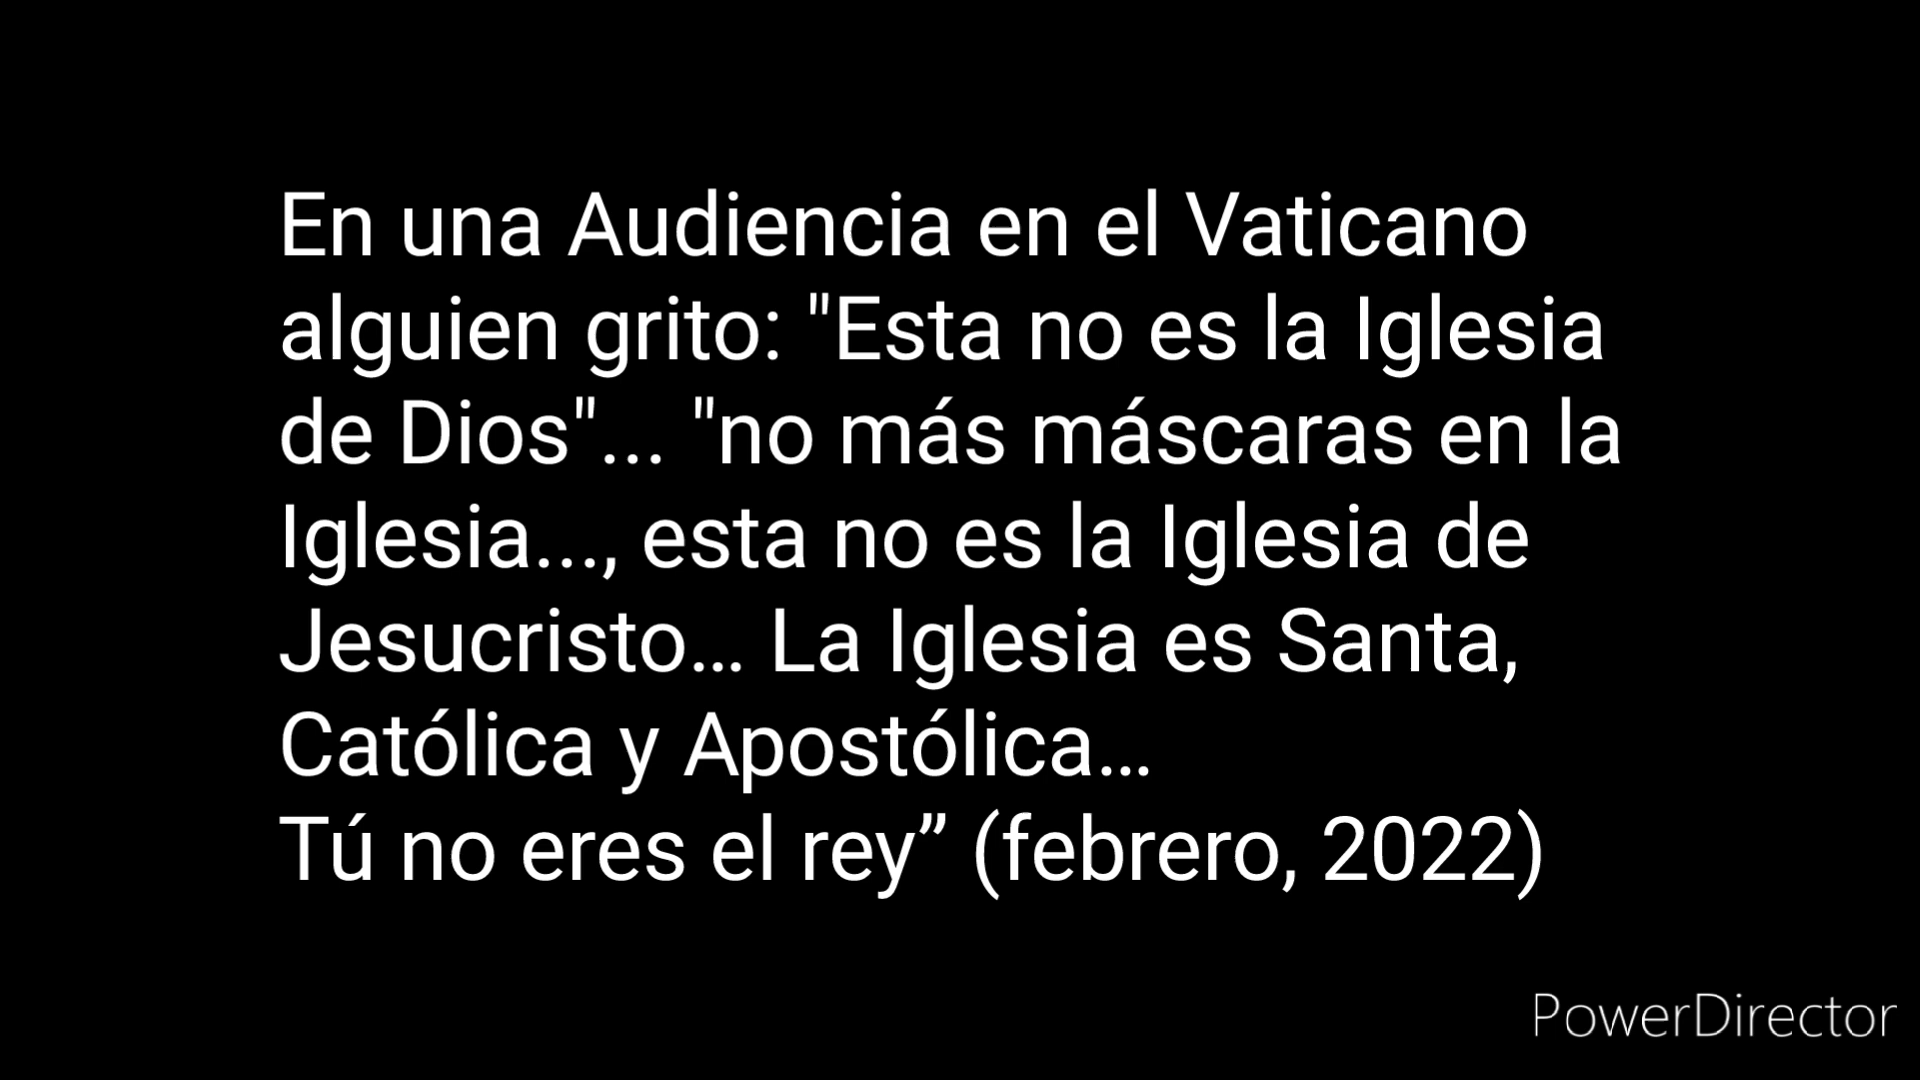 En una Audiencia en el Vaticano
alguien grito: "Esta no es la Iglesia
de Dios"... "no más máscaras en la
Iglesia..., esta no es la Iglesia de
Jesucristo... La Iglesia es Santa,
Católica y Apostólica...
Tú no eres el rey” (febrero, 2022)
PowerDirector